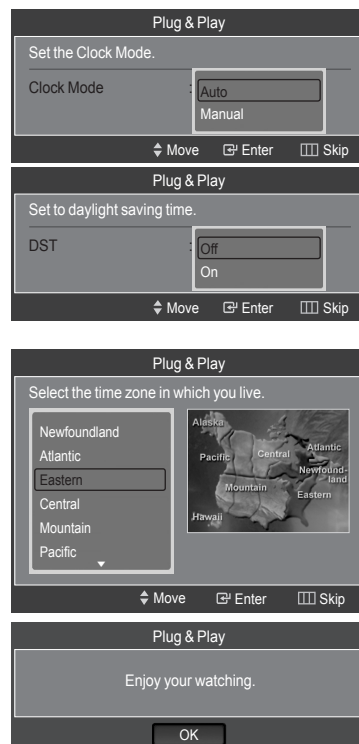 Plug & Play
Set the Clock Mode.
Clock Mode : Auto
Manual
Move Enter Skip
Plug & Play
Set to daylight saving time.
DST : Off
On
Move Enter Skip
Plug & Play
Select the time zone in which you live.
Newfoundland
Atlantic
Eastern
Central
Mountain
Pacific
Alaska
Pacific
Central
Atlantic
Newfound-
land
Mountain
Eastern
Hawaii
Move Enter Skip
Plug & Play
Enjoy your watching.
OK